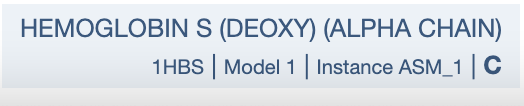 HEMOGLOBIN S (DEOXY) (ALPHA CHAIN)
1HBS | Model 1 | Instance ASM_1 | C